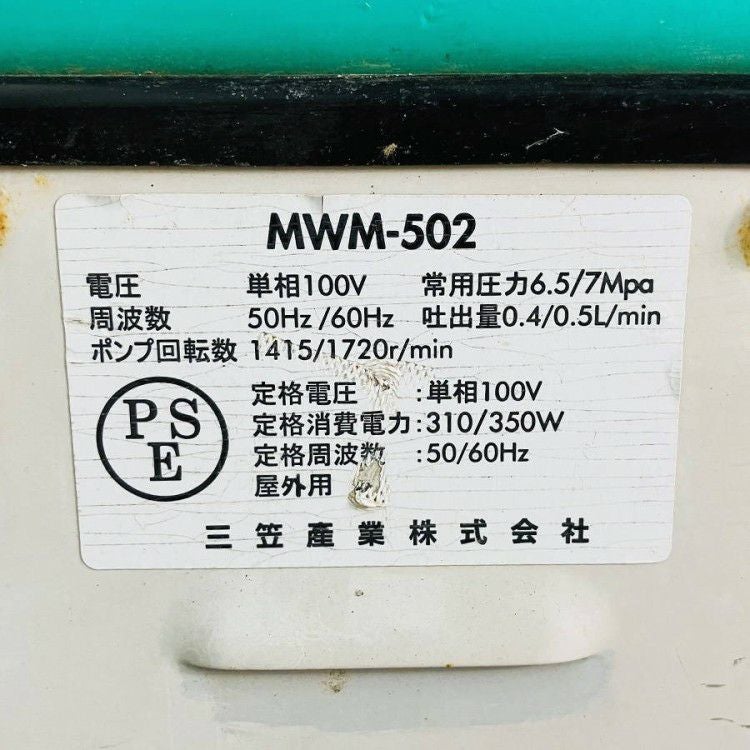 MWM-502
電圧 単相100V 常用圧力6.5/7Mpa
周波数 50Hz/60Hz 吐出量0.4/0.5L/min
ポンプ回転数 1415/1720r/min
PSE
定格電圧 :単相100V
定格消費電力:310/350W
定格周波数 :50/60Hz
屋外用
三笠產業株式会社